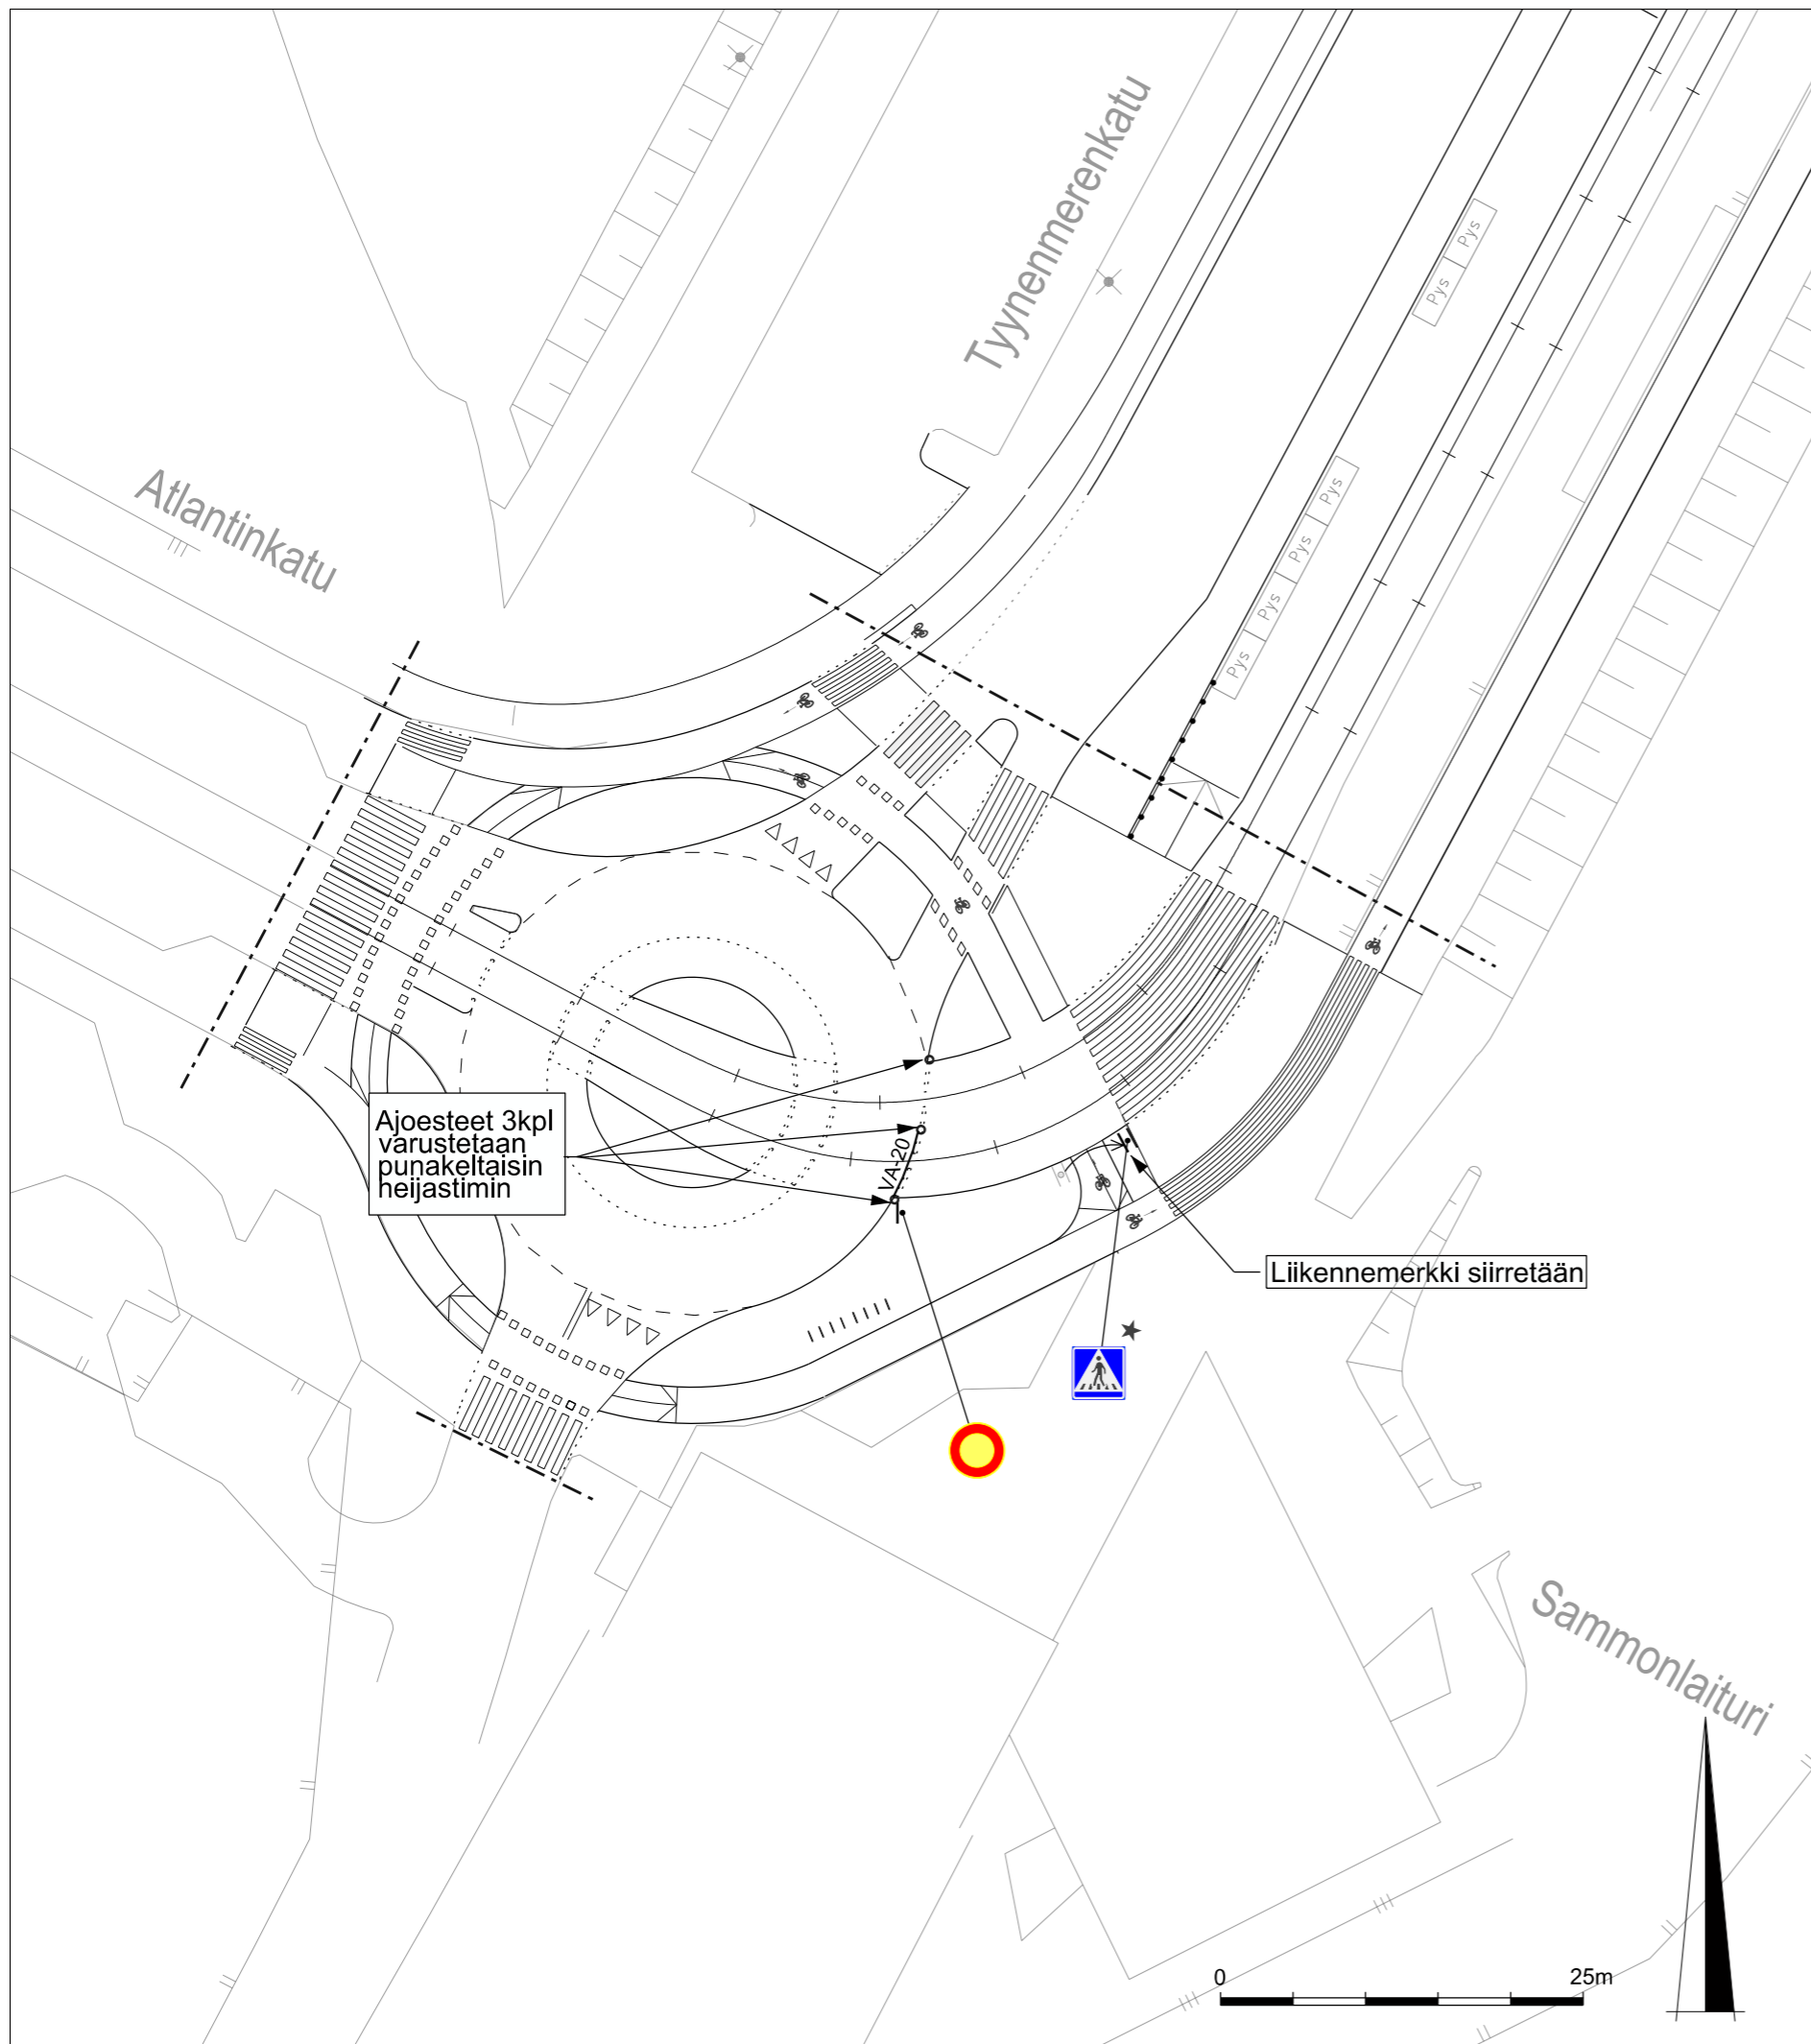 Tyynenmerenkatu
Pys
Pys
Atlantinkatu
Pys
Pys
Pys
Pys
Ajoesteet 3kpl
varustetaan
punakeltaisin
heijastimin
VA-20
Liikennemerkki siirretään
Sammonlaituri
0 25m